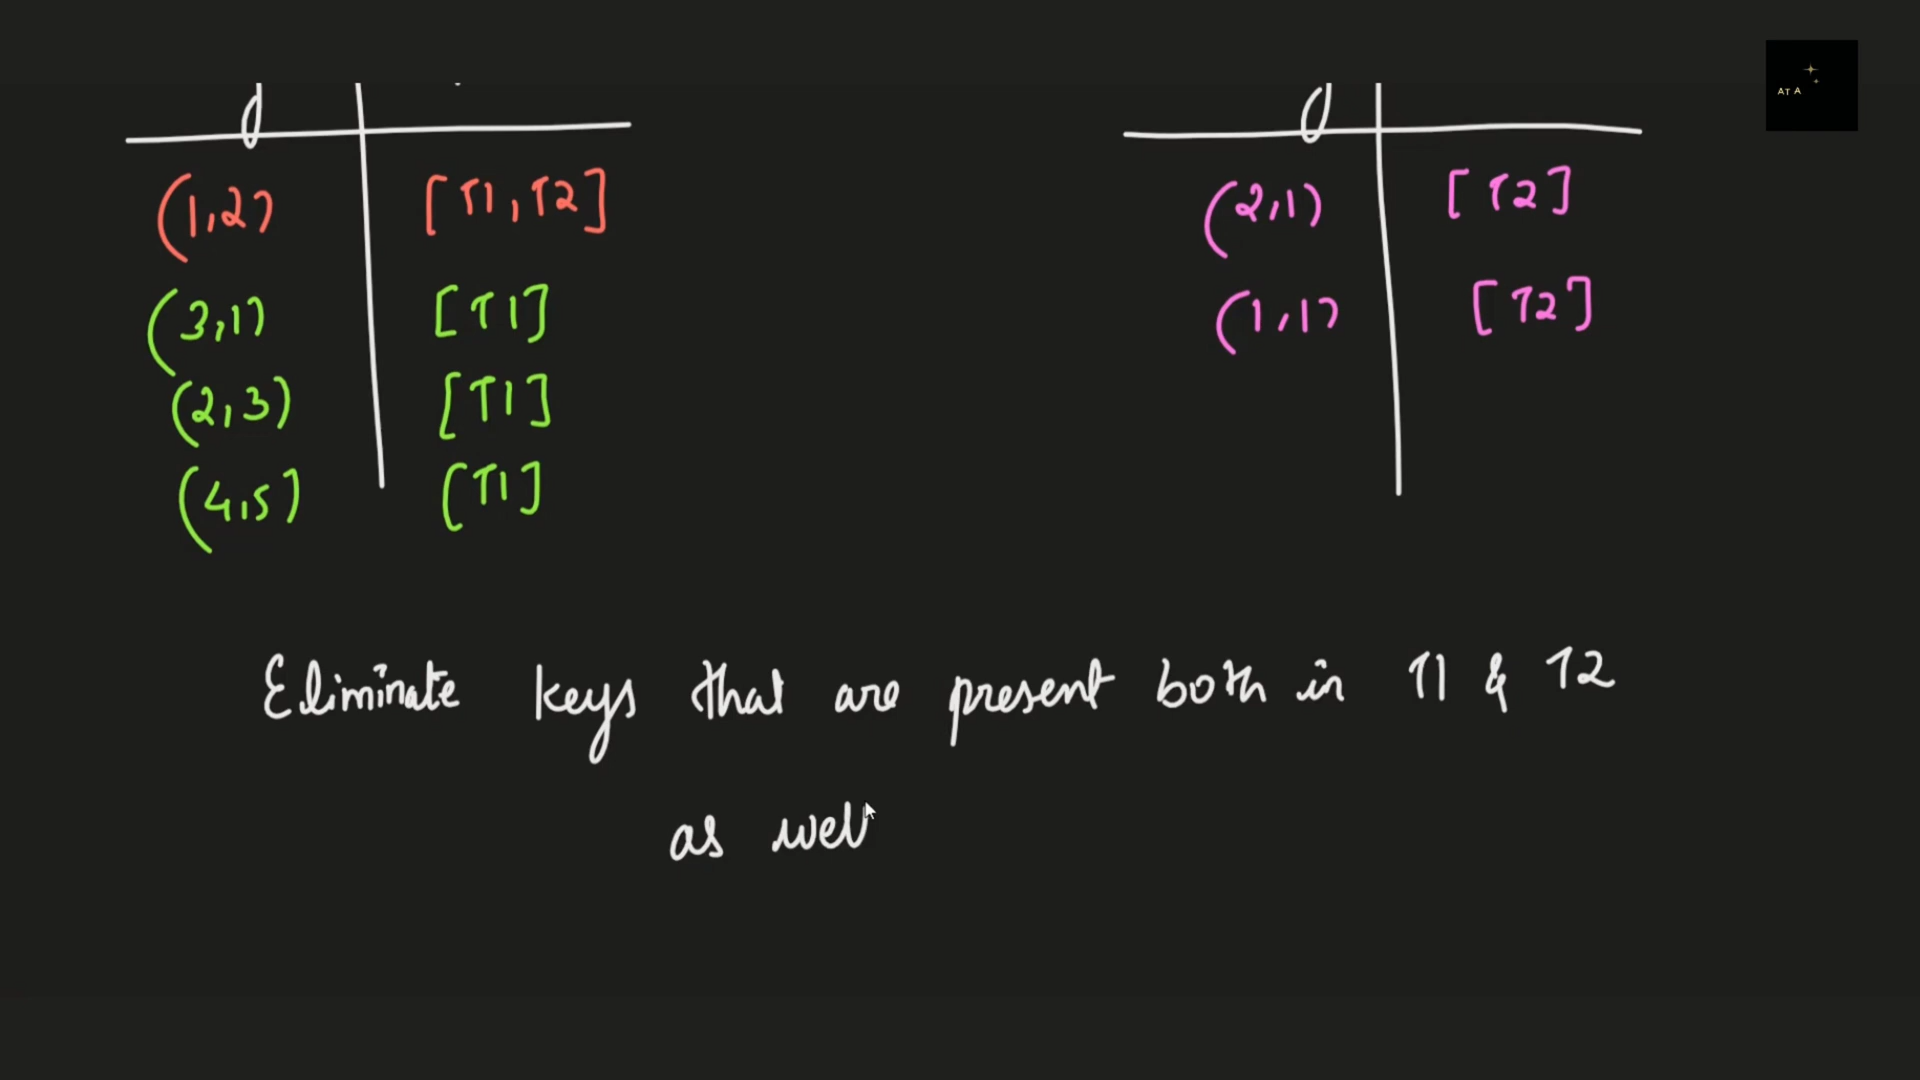 (1,2) [T1, T2]
(3,1) [T1]
(2,3) [T1]
(4,5) [T1]
(2,1) [T2]
(1,1) [T2]
Eliminate keys that are present both in T1 & T2
as well
AT A